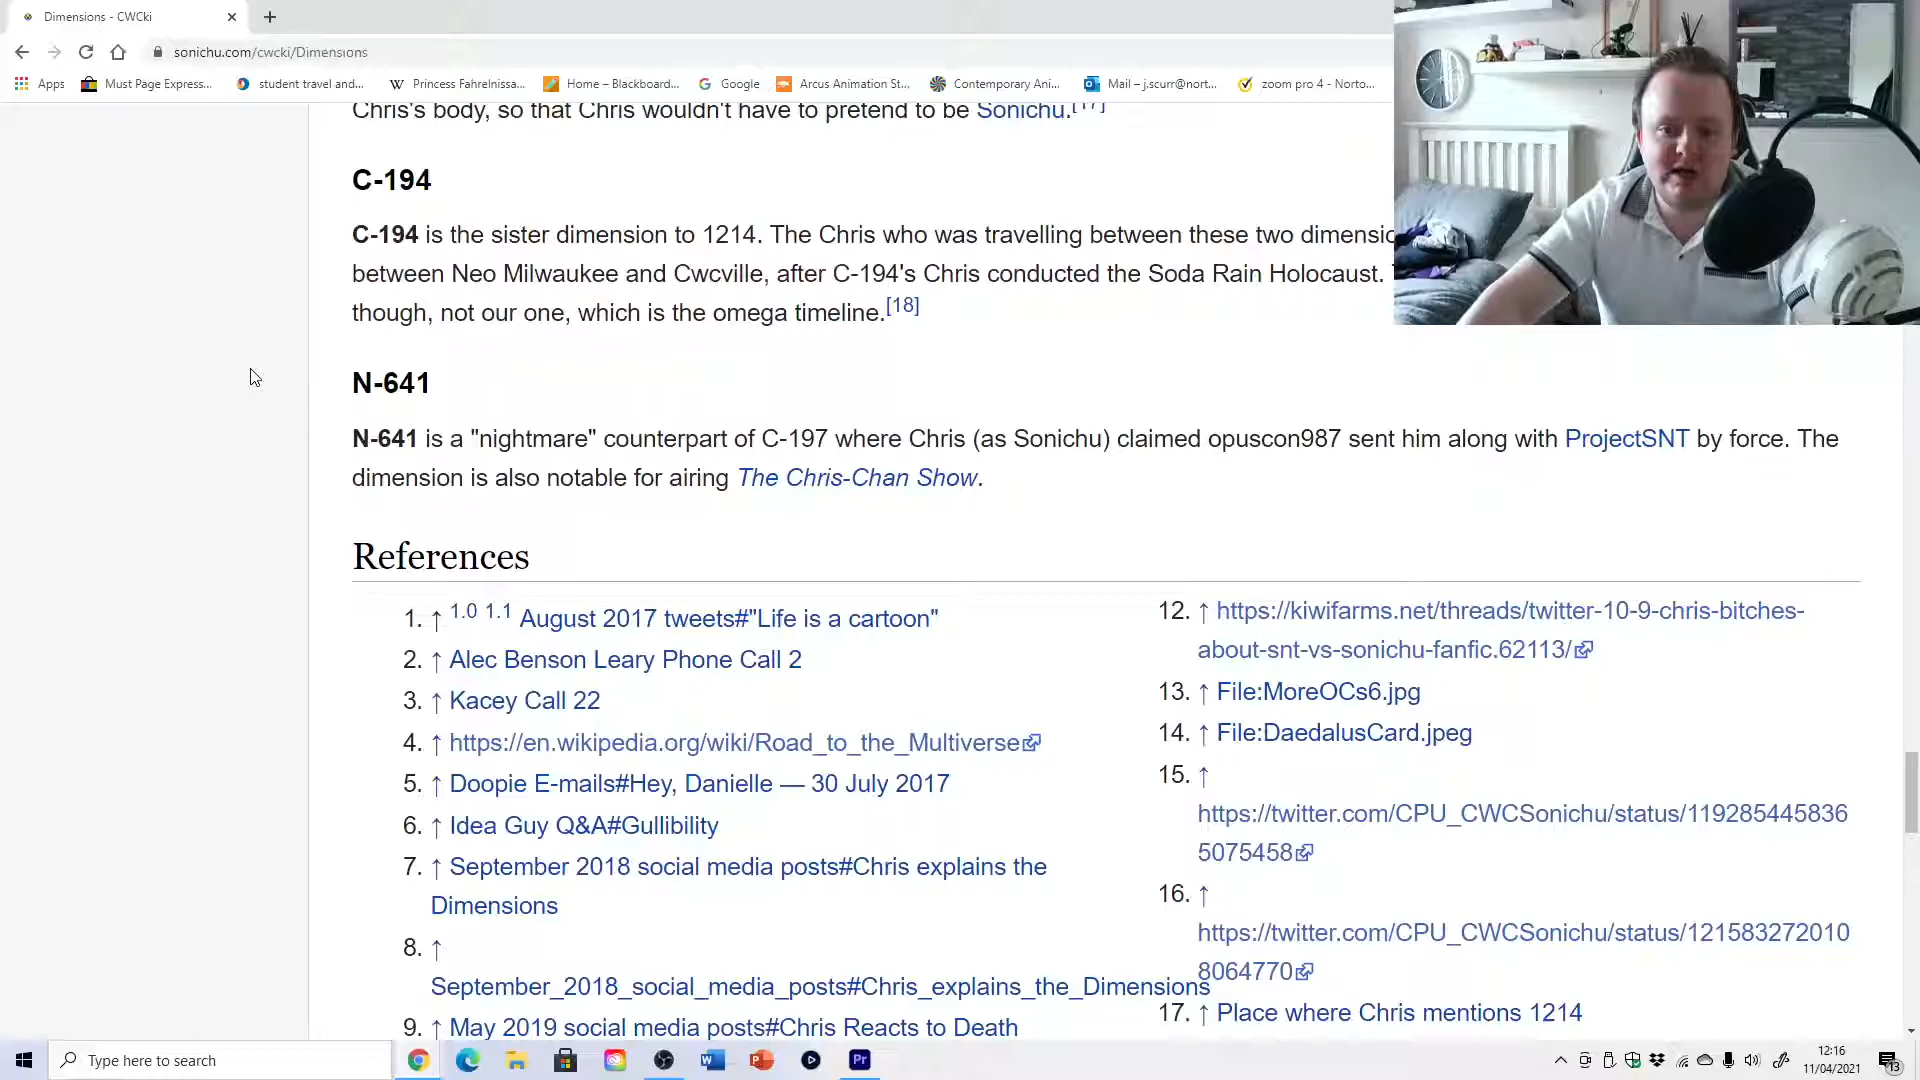 Dimensions - CWCki
sonichu.com/cwcki/Dimensions
Apps
Must Page Express...
student travel and...
Princess Fahrelnissa...
Home – Blackboard...
Google
Arcus Animation St...
Contemporary Ani...
Mail – j.scurr@nort...
zoom pro 4 - Norto...
Chris's body, so that Chris wouldn't have to pretend to be Sonichu.[17]
C-194
C-194 is the sister dimension to 1214. The Chris who was travelling between these two
between Neo Milwaukee and Cwcville, after C-194's Chris conducted the Soda Rain Holocaust.
though, not our one, which is the omega timeline.[18]
N-641
N-641 is a "nightmare" counterpart of C-197 where Chris (as Sonichu) claimed opuscon987 sent him along with ProjectSNT by force. The
dimension is also notable for airing The Chris-Chan Show.
References
1. ↑ 1.0 1.1 August 2017 tweets#"Life is a cartoon"
2. ↑ Alec Benson Leary Phone Call 2
3. ↑ Kacey Call 22
4. ↑ https://en.wikipedia.org/wiki/Road_to_the_Multiverse
5. ↑ Doopie E-mails#Hey, Danielle — 30 July 2017
6. ↑ Idea Guy Q&A#Gullibility
7. ↑ September 2018 social media posts#Chris explains the
Dimensions
8. ↑
September_2018_social_media_posts#Chris_explains_the_Dimensions
9. ↑ May 2019 social media posts#Chris Reacts to Death
12. ↑ https://kiwifarms.net/threads/twitter-10-9-chris-bitches-
about-snt-vs-sonichu-fanfic.62113/
13. ↑ File:MoreOCs6.jpg
14. ↑ File:DaedalusCard.jpeg
15. ↑
https://twitter.com/CPU_CWCSonichu/status/119285445836
5075458
16. ↑
https://twitter.com/CPU_CWCSonichu/status/121583272010
8064770
17. ↑ Place where Chris mentions 1214
Type here to search
12:16
11/04/2021
13